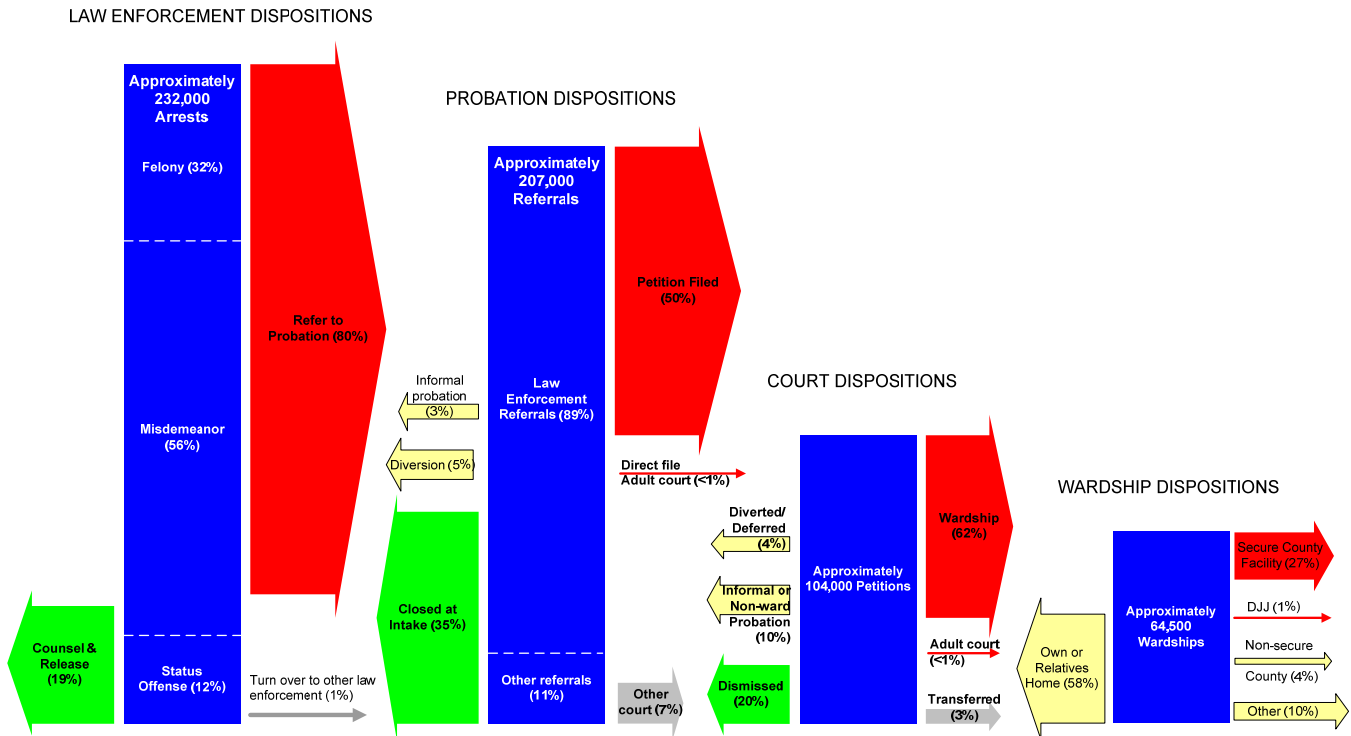 LAW ENFORCEMENT DISPOSITIONS
Approximately
232,000
Arrests
Felony (32%)
Misdemeanor
(56%)
Status
Offense (12%)
Refer to
Probation (80%)
Counsel &
Release
(19%)
Turn over to other law
enforcement (1%)
PROBATION DISPOSITIONS
Approximately
207,000
Referrals
Law
Enforcement
Referrals (89%)
Other referrals
(11%)
Petition Filed
(50%)
Informal
probation
(3%)
Diversion (5%)
Closed at
Intake (35%)
Direct file
Adult court (<1%)
Other
court (7%)
COURT DISPOSITIONS
Approximately
104,000 Petitions
Wardship
(62%)
Diverted/
Deferred
(4%)
Informal or
Non-ward
Probation
(10%)
Dismissed
(20%)
Adult court
(<1%)
Transferred
(3%)
WARDSHIP DISPOSITIONS
Approximately
64,500
Wardships
Own or
Relatives
Home (58%)
Secure County
Facility (27%)
DJJ (1%)
Non-secure
County (4%)
Other (10%)